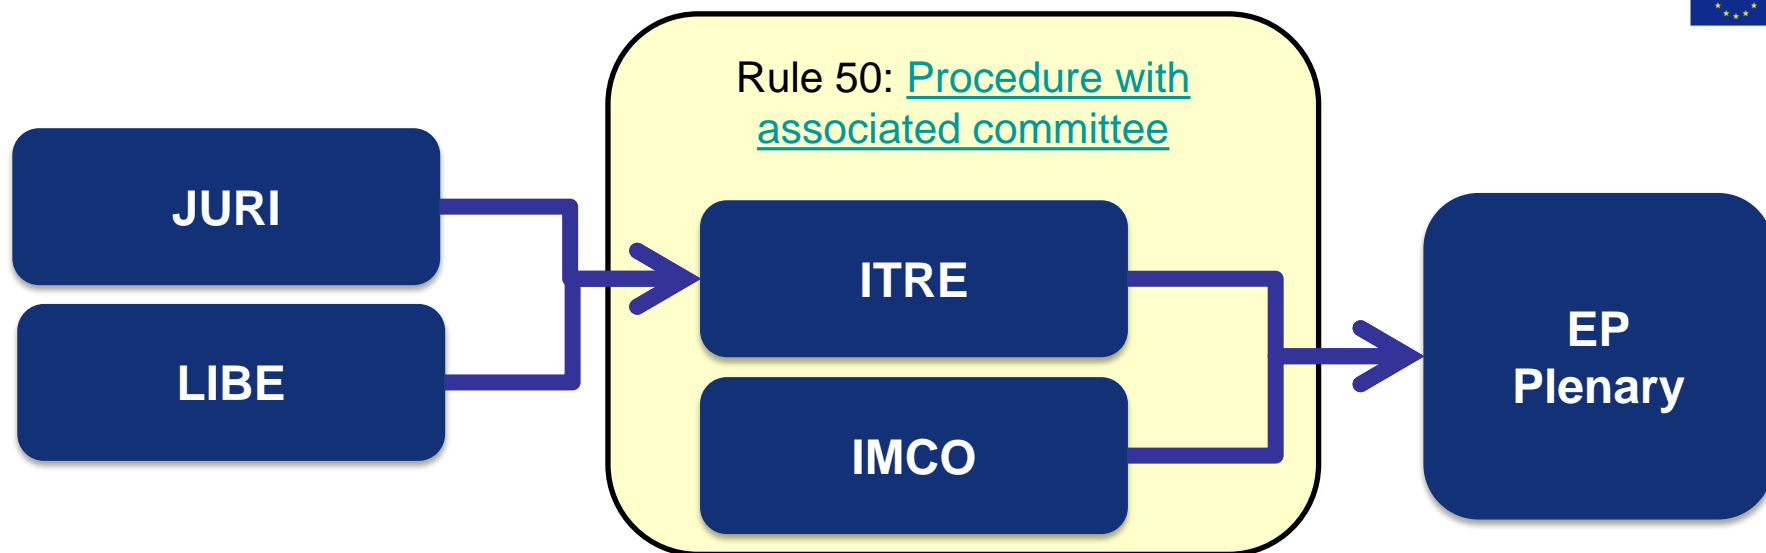 Rule 50: Procedure with
associated committee
JURI
LIBE
ITRE
IMCO
EP
Plenary